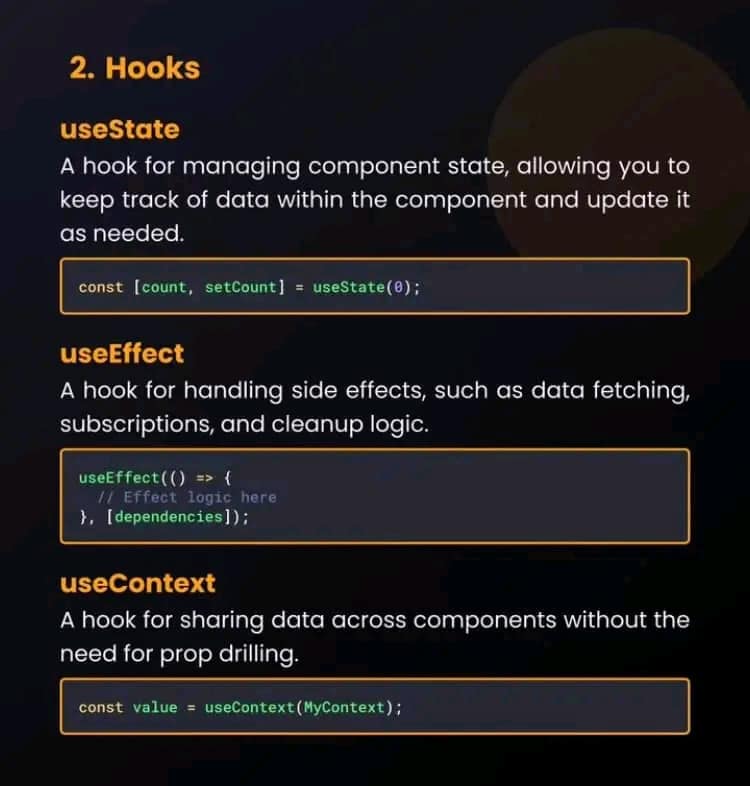 2. Hooks
useState
A hook for managing component state, allowing you to
keep track of data within the component and update it
as needed.
const [count, setCount] = useState(0);
useEffect
A hook for handling side effects, such as data fetching,
subscriptions, and cleanup logic.
useEffect(() => {
  // Effect logic here
}, [dependencies]);
useContext
A hook for sharing data across components without the
need for prop drilling.
const value = useContext(MyContext);